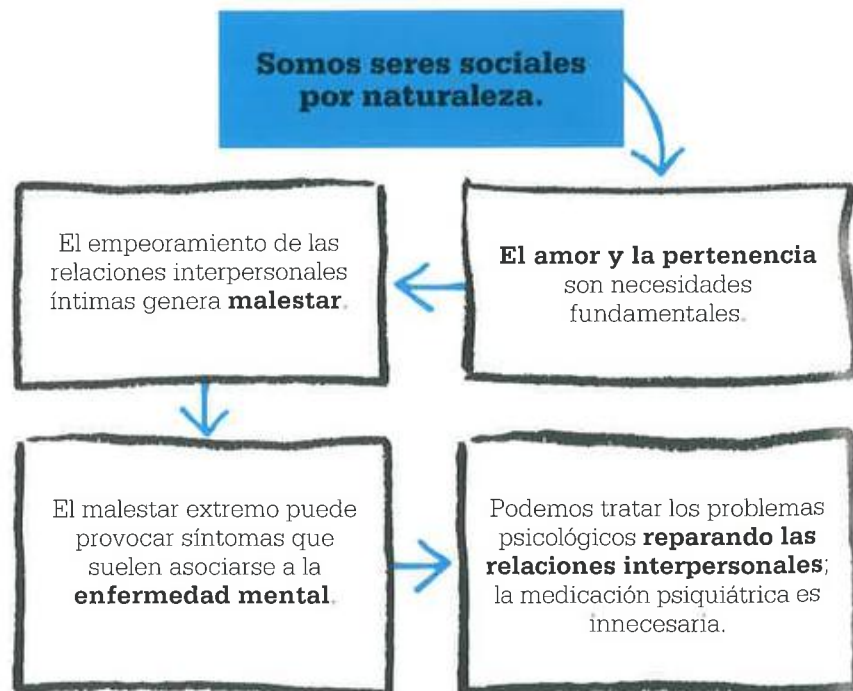 Somos seres sociales
por naturaleza.
El amor y la pertenencia
son necesidades
fundamentales.
El empeoramiento de las
relaciones interpersonales
íntimas genera malestar.
El malestar extremo puede
provocar síntomas que
suelen asociarse a la
enfermedad mental.
Podemos tratar los problemas
psicológicos reparando las
relaciones interpersonales;
la medicación psiquiátrica es
innecesaria.